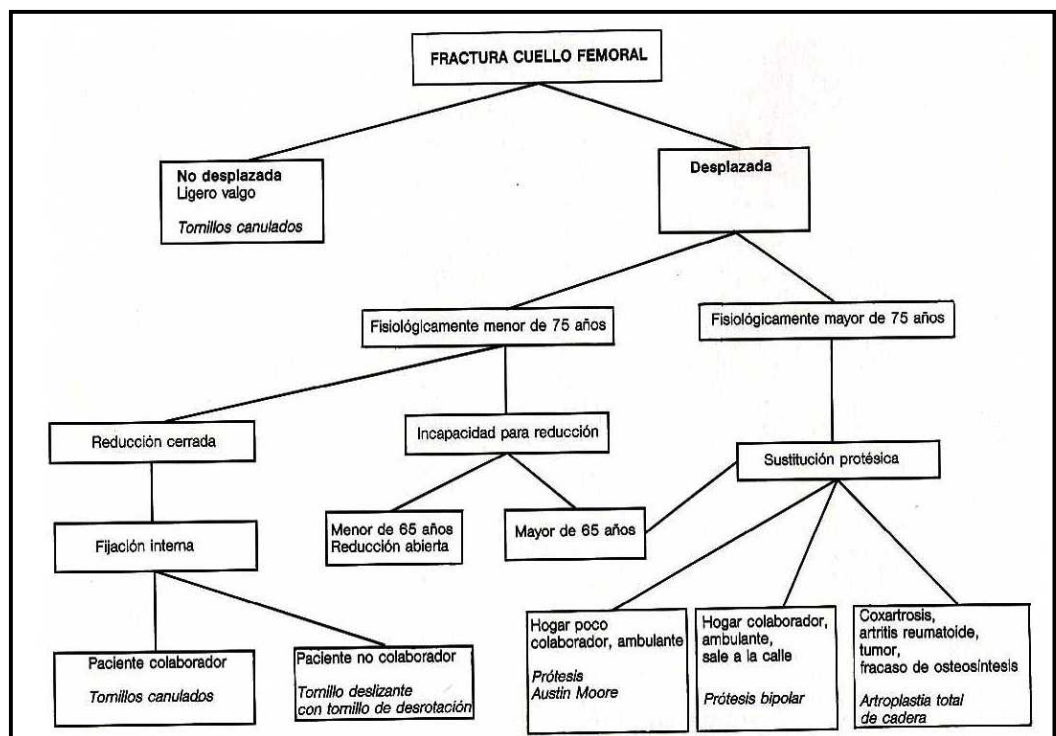 FRACTURA CUELLO FEMORAL
No desplazada
Ligero valgo
Tornillos canulados
Desplazada
Fisiológicamente menor de 75 años
Fisiológicamente mayor de 75 años
Reducción cerrada
Incapacidad para reducción
Sustitución protésica
Fijación interna
Menor de 65 años
Reducción abierta
Mayor de 65 años
Paciente colaborador
Tornillos canulados
Paciente no colaborador
Tornillo deslizante
con tornillo de desrotación
Hogar poco
colaborador, ambulante
Prótesis
Austin Moore
Hogar colaborador,
ambulante,
sale a la calle
Prótesis bipolar
Coxartrosis,
artritis reumatoide,
tumor,
fracaso de osteosíntesis
Artroplastia total
de cadera